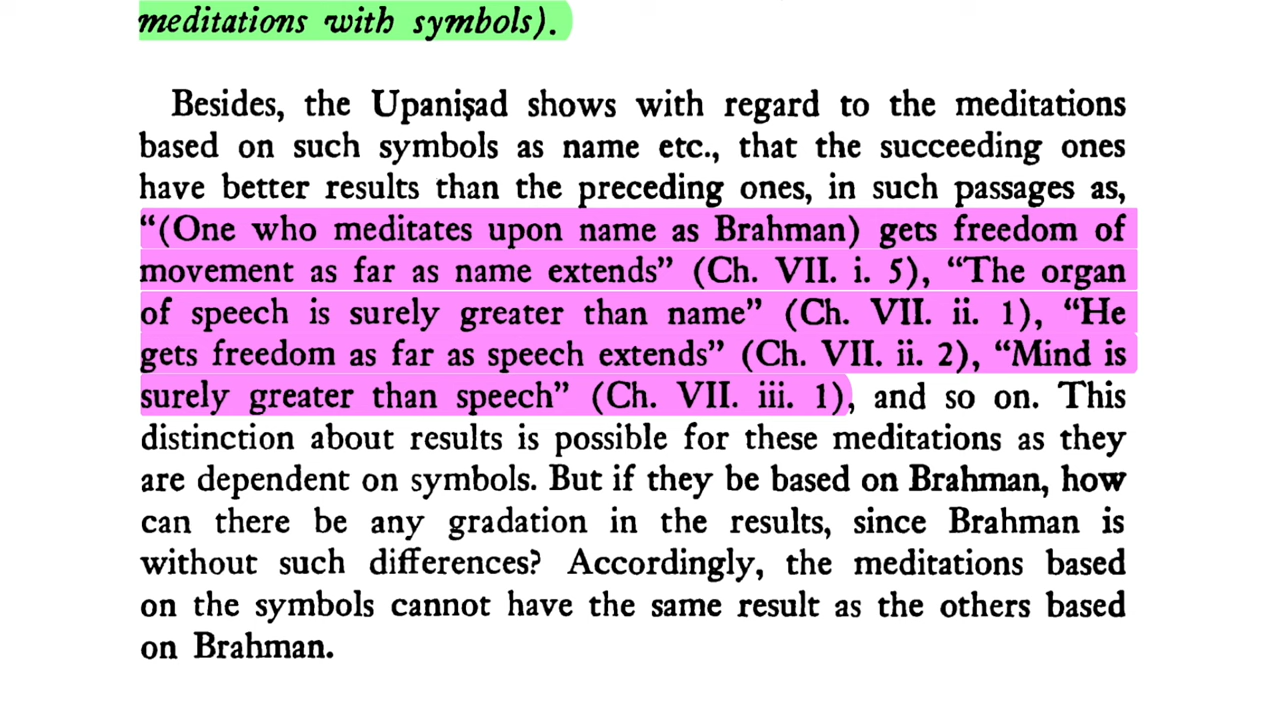 meditations with symbols).
Besides, the Upaniṣad shows with regard to the meditations
based on such symbols as name etc., that the succeeding ones
have better results than the preceding ones, in such passages as,
“(One who meditates upon name as Brahman) gets freedom of
movement as far as name extends” (Ch. VII. i. 5), “The organ
of speech is surely greater than name” (Ch. VII. ii. 1), “He
gets freedom as far as speech extends” (Ch. VII. ii. 2), “Mind is
surely greater than speech” (Ch. VII. iii. 1), and so on. This
distinction about results is possible for these meditations as they
are dependent on symbols. But if they be based on Brahman, how
can there be any gradation in the results, since Brahman is
without such differences? Accordingly, the meditations based
on the symbols cannot have the same result as the others based
on Brahman.